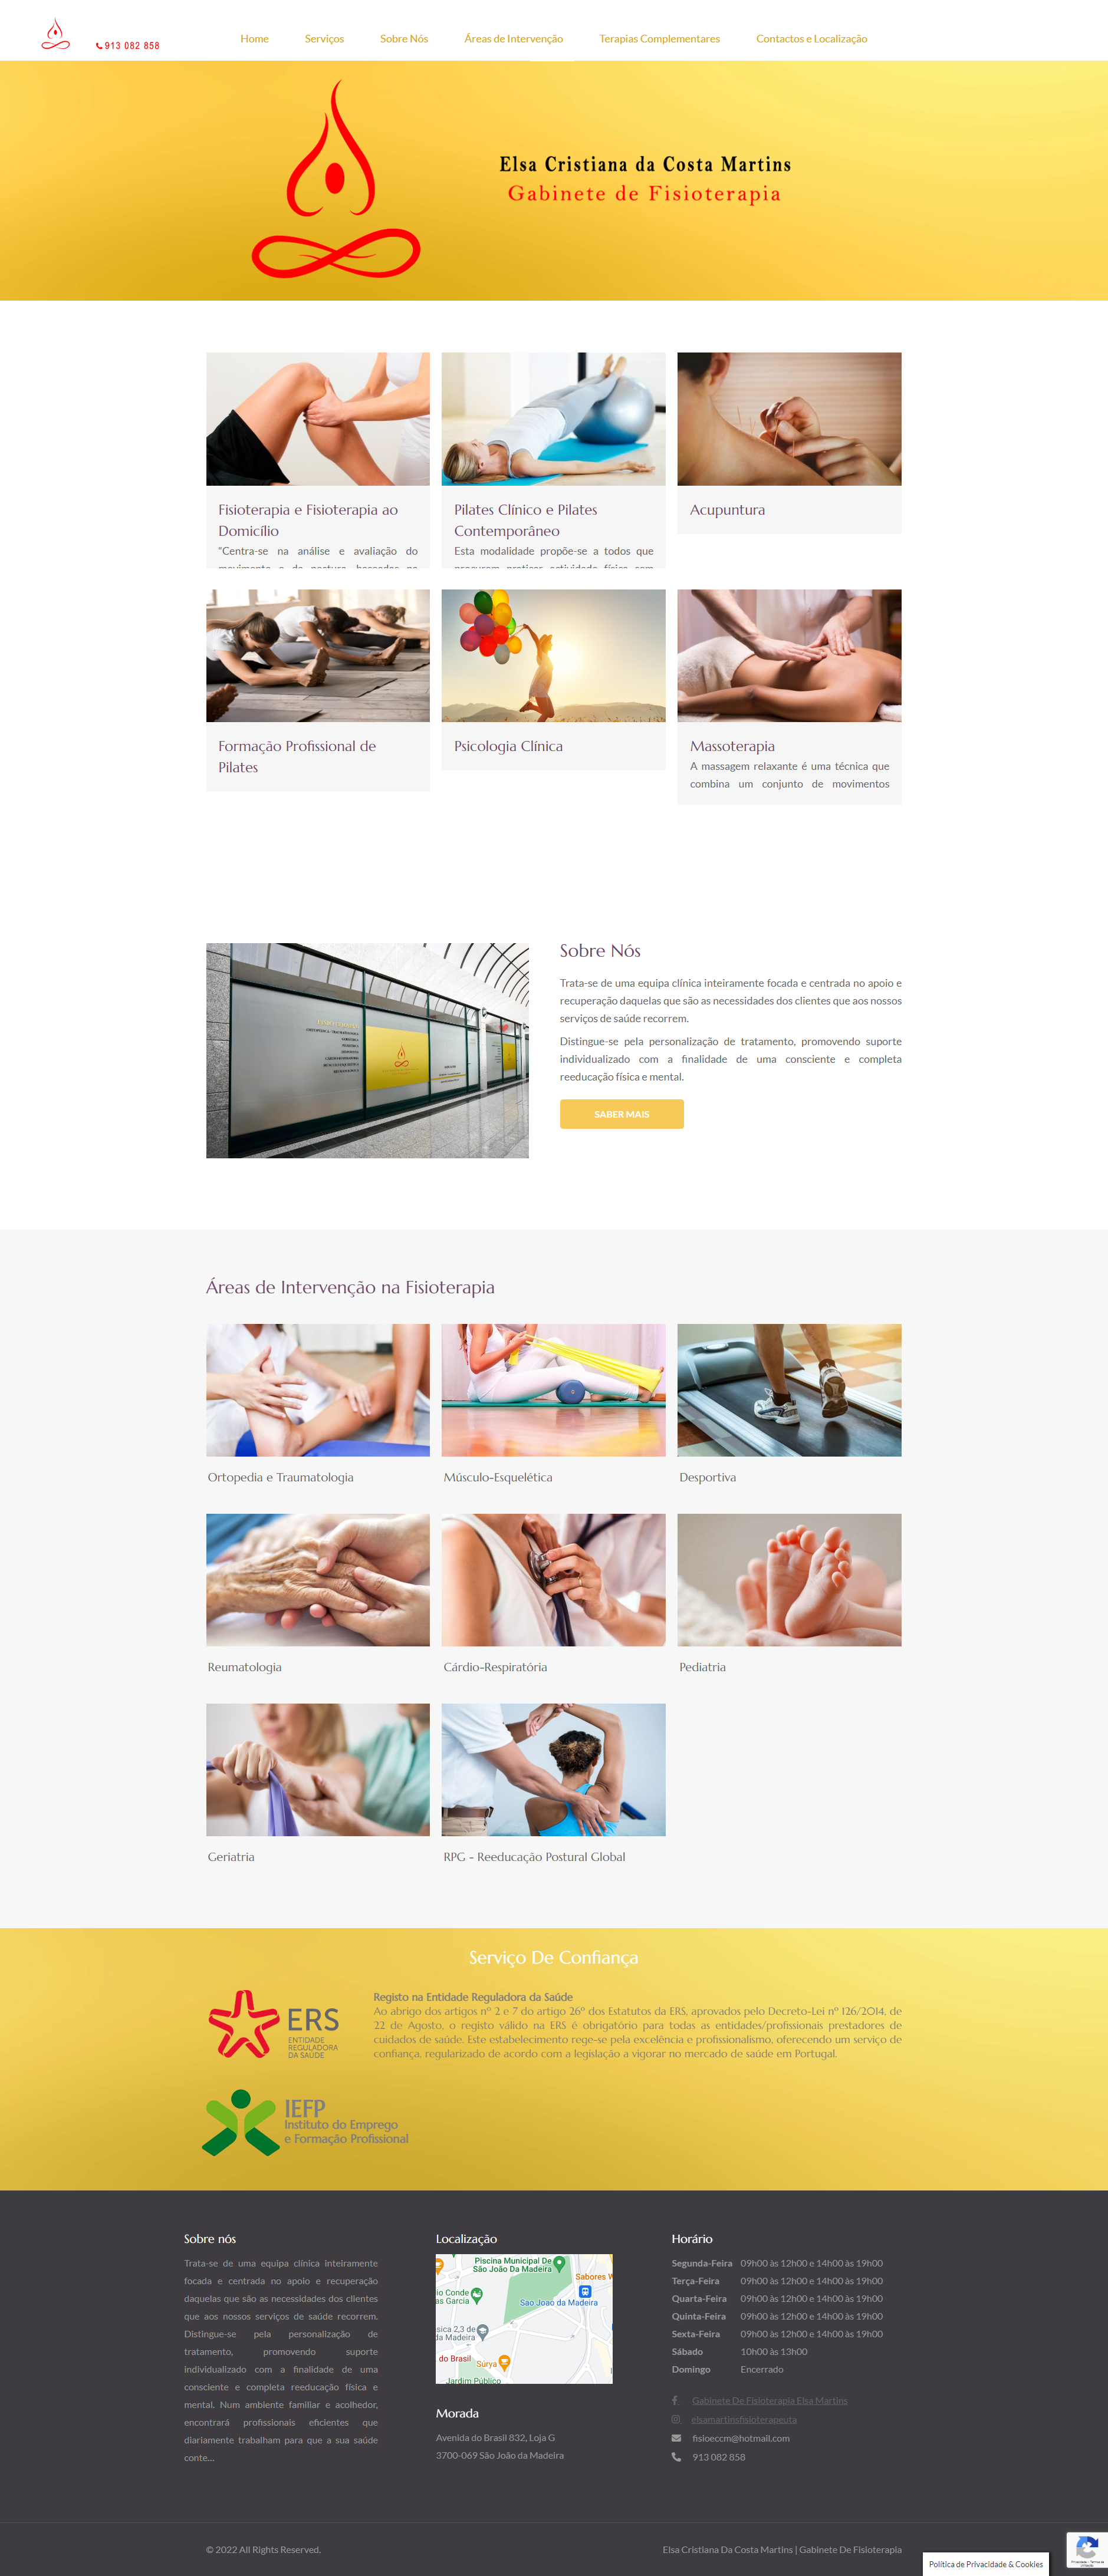 913 082 858
Home Serviços Sobre Nós Áreas de Intervenção Terapias Complementares Contactos e Localização
Elsa Cristiana da Costa Martins
Gabinete de Fisioterapia
Fisioterapia e Fisioterapia ao
Domicílio
"Centra-se na análise e avaliação do
Pilates Clínico e Pilates
Contemporâneo
Esta modalidade propõe-se a todos que
Acupuntura
Formação Profissional de
Pilates
Psicologia Clínica
Massoterapia
A massagem relaxante é uma técnica que
combina um conjunto de movimentos
Sobre Nós
Trata-se de uma equipa clínica inteiramente focada e centrada no apoio e
recuperação daquelas que são as necessidades dos clientes que aos nossos
serviços de saúde recorrem.
Distingue-se pela personalização de tratamento, promovendo suporte
individualizado com a finalidade de uma consciente e completa
reeducação física e mental.
SABER MAIS
Áreas de Intervenção na Fisioterapia
Ortopedia e Traumatologia
Músculo-Esquelética
Desportiva
Reumatologia
Cárdio-Respiratória
Pediatria
Geriatria
RPG - Reeducação Postural Global
Serviço De Confiança
ERS
ENTIDADE
REGULADORA
DA SAÚDE
Registo na Entidade Reguladora da Saúde
Ao abrigo dos artigos nº 2 e 7 do artigo 26º dos Estatutos da ERS, aprovados pelo Decreto-Lei nº 126/2014, de
22 de Agosto, o registo válido na ERS é obrigatório para todas as entidades/profissionais prestadores de
cuidados de saúde. Este estabelecimento rege-se pela excelência e profissionalismo, oferecendo um serviço de
confiança, regularizado de acordo com a legislação a vigorar no mercado de saúde em Portugal.
IEFP
Instituto do Emprego
e Formação Profissional
Sobre nós
Trata-se de uma equipa clínica inteiramente
focada e centrada no apoio e recuperação
daquelas que são as necessidades dos clientes
que aos nossos serviços de saúde recorrem.
Distingue-se pela personalização de
tratamento, promovendo suporte
individualizado com a finalidade de uma
consciente e completa reeducação física e
mental. Num ambiente familiar e acolhedor,
encontrará profissionais eficientes que
diariamente trabalham para que a sua saúde
conte...
Localização
Piscina Municipal De
São João Da Madeira
Sabores
io Conde
as Garcia
Sao Joao da Madeira
sica 2,3 de
da Madeira
do Brasil
Súrya
Jardim Público
Morada
Avenida do Brasil 832, Loja G
3700-069 São João da Madeira
Horário
Segunda-Feira 09h00 às 12h00 e 14h00 às 19h00
Terça-Feira 09h00 às 12h00 e 14h00 às 19h00
Quarta-Feira 09h00 às 12h00 e 14h00 às 19h00
Quinta-Feira 09h00 às 12h00 e 14h00 às 19h00
Sexta-Feira 09h00 às 12h00 e 14h00 às 19h00
Sábado 10h00 às 13h00
Domingo Encerrado
Gabinete De Fisioterapia Elsa Martins
elsamartinsfisioterapeuta
fisioeccm@hotmail.com
913 082 858
© 2022 All Rights Reserved.
Elsa Cristiana Da Costa Martins | Gabinete De Fisioterapia
Política de Privacidade & Cookies